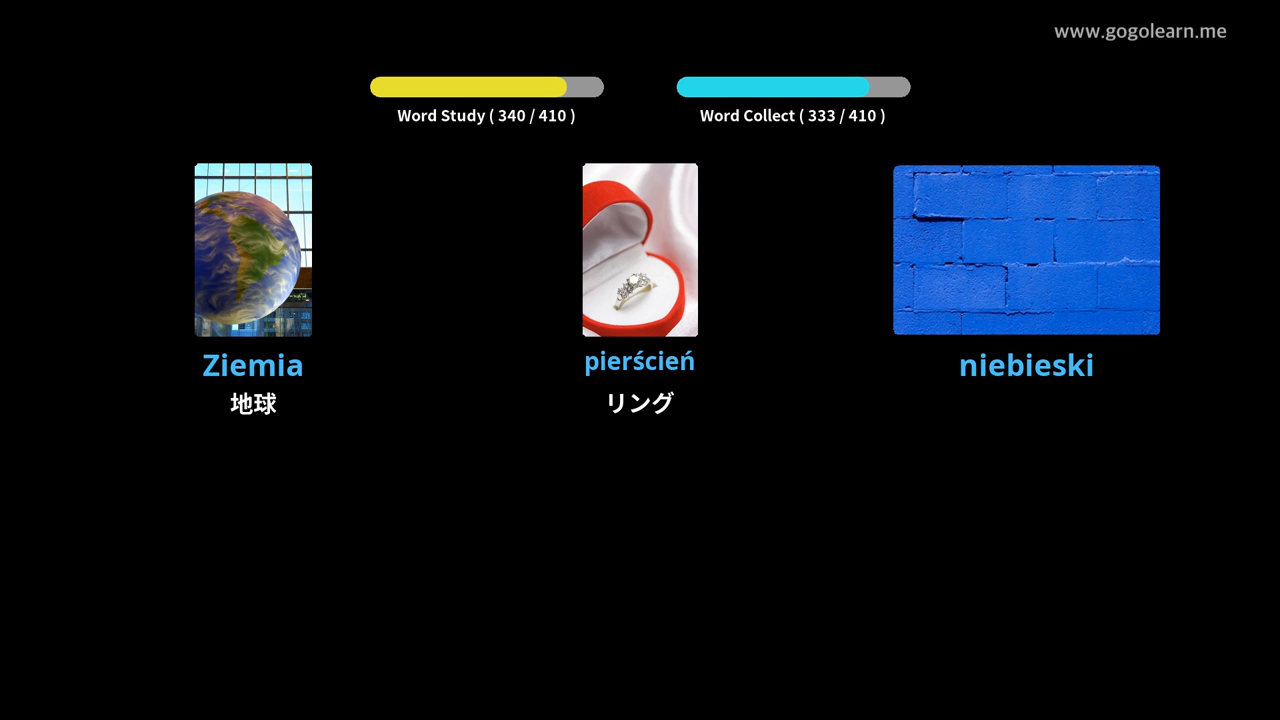 www.gogolearn.me
Word Study ( 340 / 410 )
Word Collect ( 333 / 410 )
Ziemia
地球
pierścień
リング
niebieski